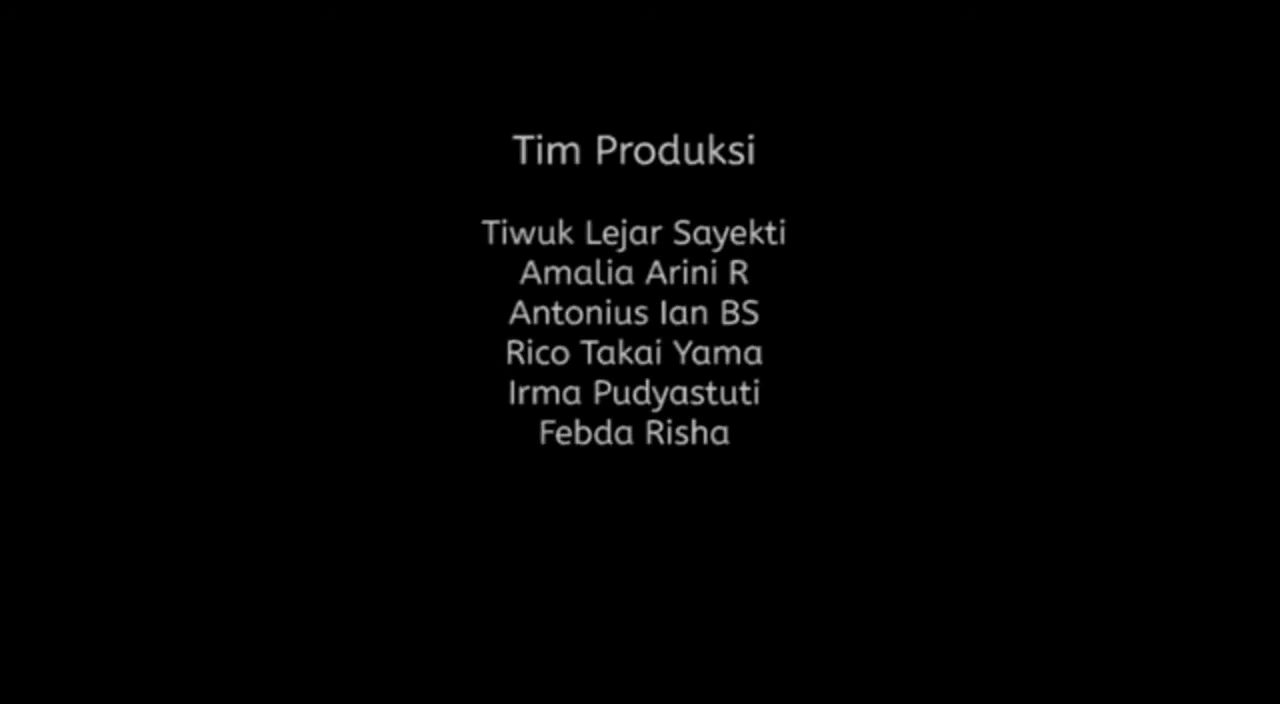 Tim Produksi
Tiwuk Lejar Sayekti
Amalia Arini R
Antonius Ian BS
Rico Takai Yama
Irma Pudyastuti
Febda Risha